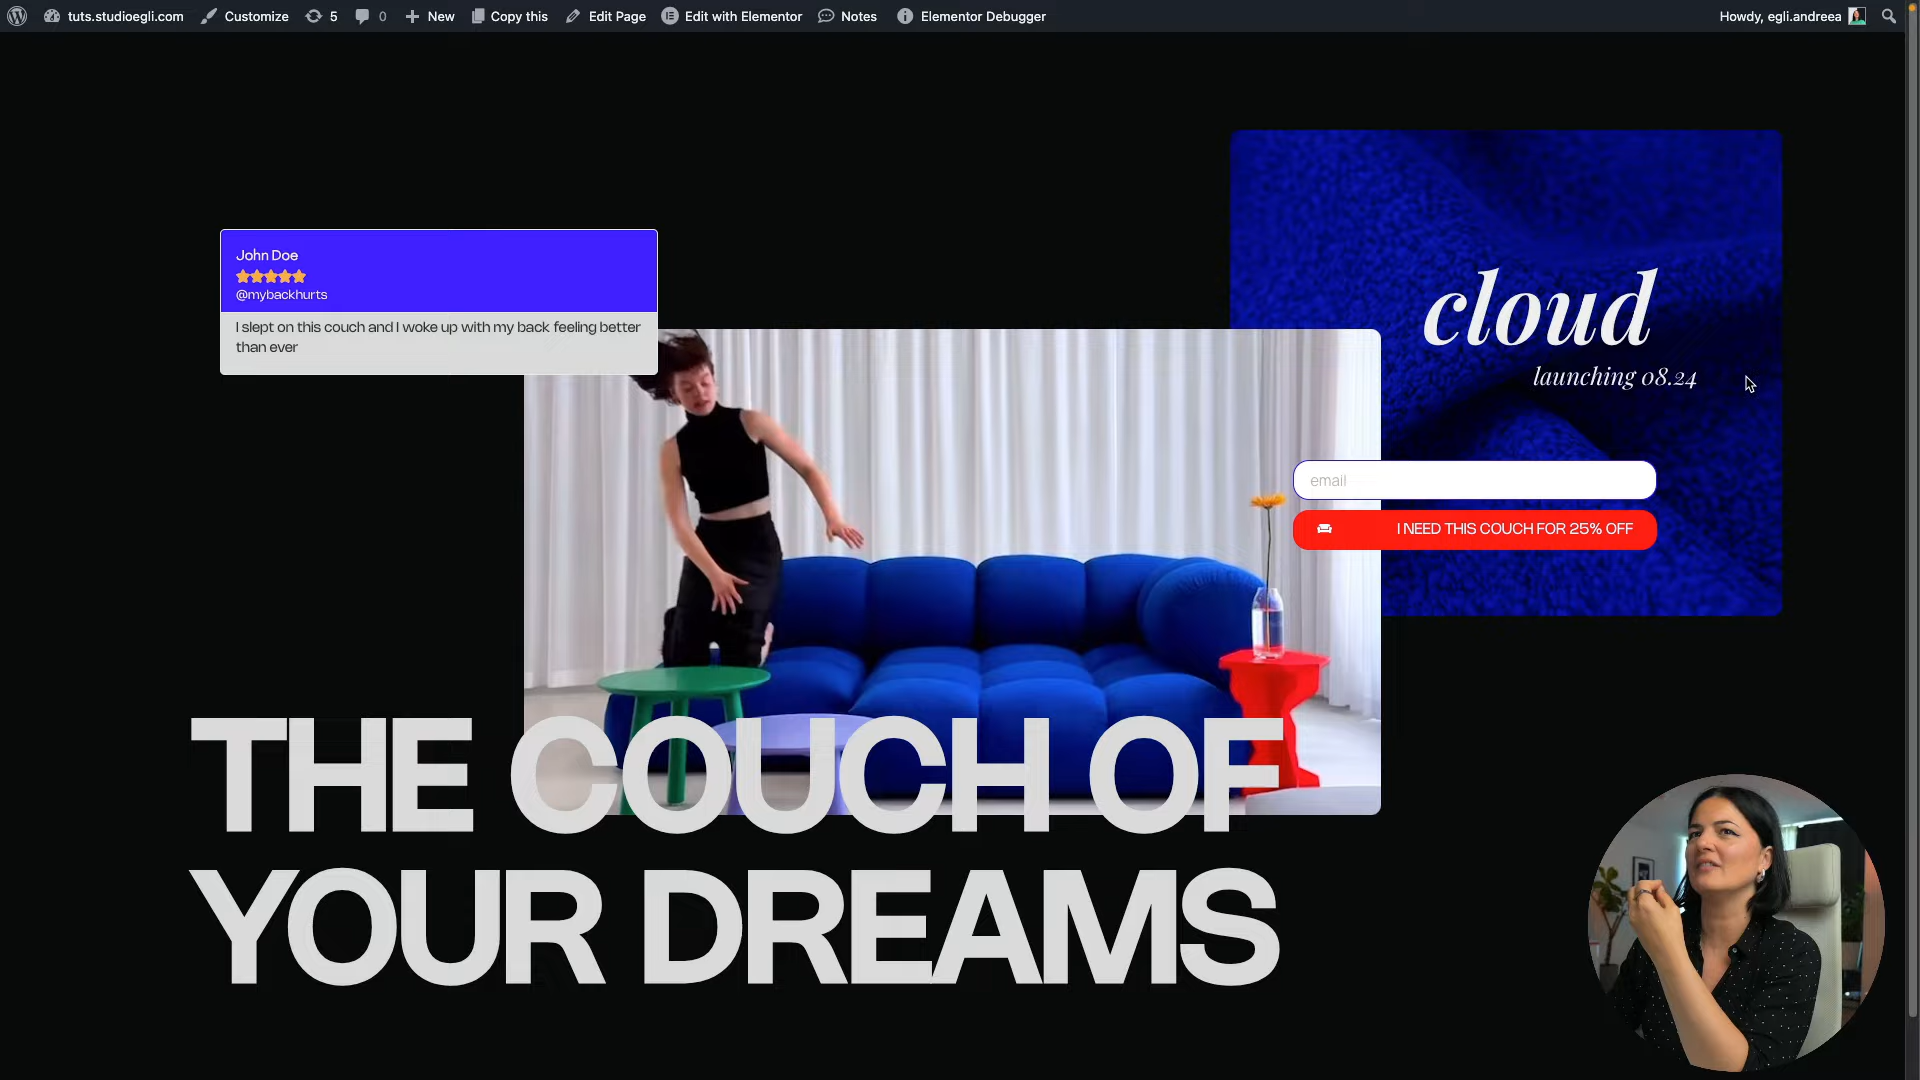 tuts.studioegli.com Customize 5 0 New Copy this Edit Page Edit with Elementor Notes Elementor Debugger Howdy, egli.andreea
John Doe
@mybackhurts
I slept on this couch and I woke up with my back feeling better
than ever
cloud
launching 08.24
email
I NEED THIS COUCH FOR 25% OFF
THE COUCH OF
YOUR DREAMS